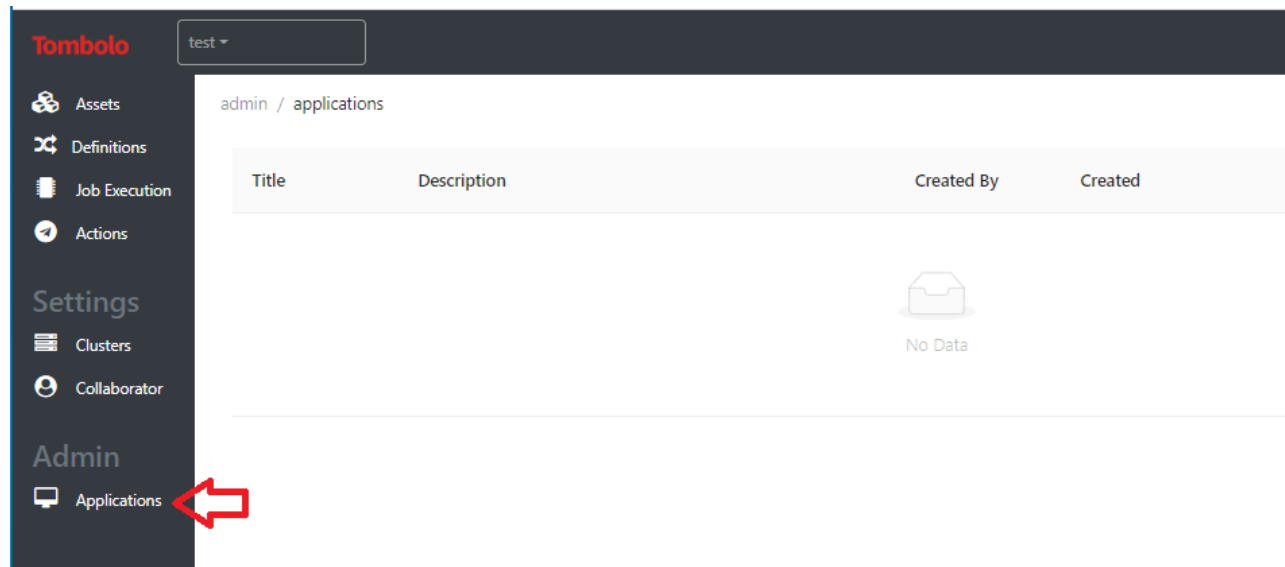 Tombolo
test
Assets
Definitions
Job Execution
Actions
Settings
Clusters
Collaborator
Admin
Applications
admin / applications
Title Description Created By Created
No Data